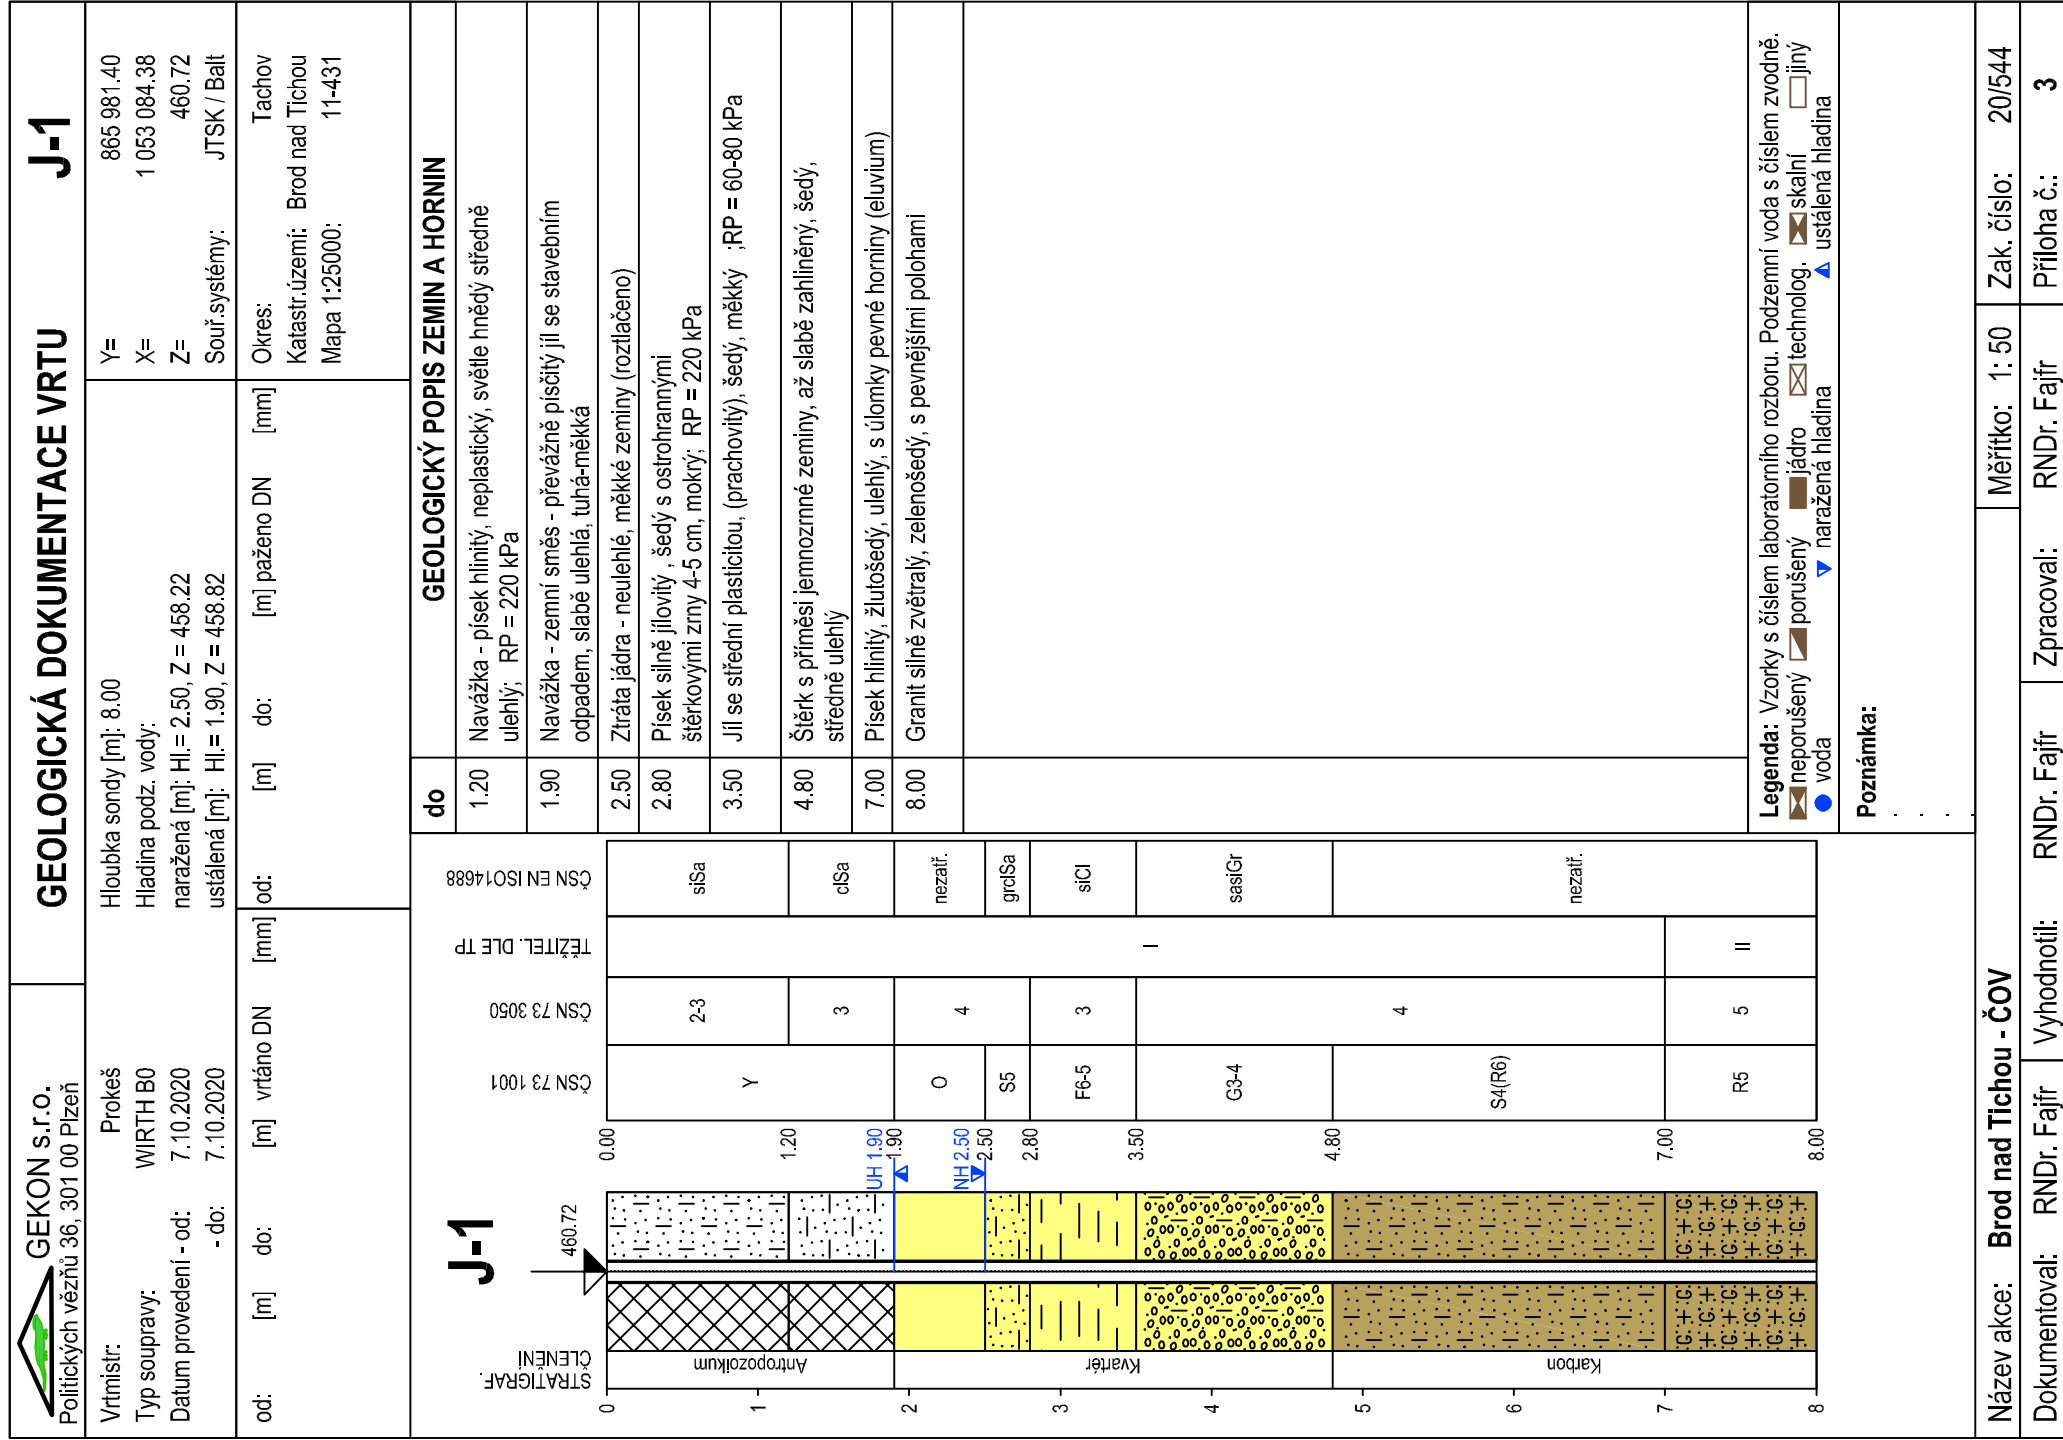 GEKON s.r.o.
Politických vězňů 36, 301 00 Plzeň
GEOLOGICKÁ DOKUMENTACE VRTU
J-1
Vrtmistr: Prokeš
Typ soupravy: WIRTH B0
Datum provedení - od: 7.10.2020
- do: 7.10.2020
Hloubka sondy [m]: 8.00
Hladina podz. vody:
naražená [m]: Hl.= 2.50, Z = 458.22
ustálená [m]: Hl.= 1.90, Z = 458.82
Y= 865 981.40
X= 1 053 084.38
Z= 460.72
Souř.systémy: JTSK / Balt
od: [m] do: [m] vrtáno DN [mm]
od: [m] do: [m] paženo DN [mm]
Okres: Tachov
Katastr.území: Brod nad Tichou
Mapa 1:25000: 11-431
J-1
460.72
STRATIGRAF.
ČLENĚNÍ
ČSN 73 1001
ČSN 73 3050
TĚŽITEL. DLE TP
ČSN EN ISO14688
0
1
2
3
4
5
6
7
8
Antropozoikum
Kvartér
Karbon
G. + G. +
+ G. + G.
0.00
1.20
UH 1.90
1.90
NH 2.50
2.50
2.80
3.50
4.80
7.00
8.00
Y
O
S5
F6-5
G3-4
S4(R6)
R5
2-3
3
4
3
4
5
I
II
siSa
clSa
nezatř.
grclSa
siCl
sasiGr
nezatř.
do
GEOLOGICKÝ POPIS ZEMIN A HORNIN
1.20 Navážka - písek hlinitý, neplastický, světle hnědý středně
ulehlý; RP = 220 kPa
1.90 Navážka - zemní směs - převážně písčitý jíl se stavebním
odpadem, slabě ulehlá, tuhá-měkká
2.50 Ztráta jádra - neulehlé, měkké zeminy (roztlačeno)
2.80 Písek silně jílovitý , šedý s ostrohrannými
štěrkovými zrny 4-5 cm, mokrý; RP = 220 kPa
3.50 Jíl se střední plasticitou, (prachovitý), šedý, měkký ;RP = 60-80 kPa
4.80 Štěrk s příměsí jemnozrnné zeminy, až slabě zahliněný, šedý,
středně ulehlý
7.00 Písek hlinitý, žlutošedý, ulehlý, s úlomky pevné horniny (eluvium)
8.00 Granit silně zvětralý, zelenošedý, s pevnějšími polohami
Legenda: Vzorky s číslem laboratorního rozboru. Podzemní voda s číslem zvodně.
neporušený porušený jádro technolog. skalní jiný
voda naražená hladina ustálená hladina
Poznámka:
. . . .
Název akce: Brod nad Tichou - ČOV
Měřítko: 1: 50
Zak. číslo: 20/544
Dokumentoval: RNDr. Fajfr
Vyhodnotil: RNDr. Fajfr
Zpracoval: RNDr. Fajfr
Příloha č.: 3